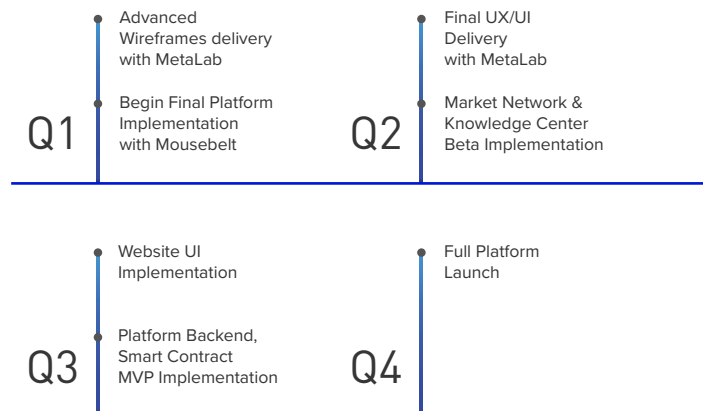 Q1
Advanced
Wireframes delivery
with MetaLab
Begin Final Platform
Implementation
with Mousebelt
Q2
Final UX/UI
Delivery
with MetaLab
Market Network &
Knowledge Center
Beta Implementation
Q3
Website UI
Implementation
Platform Backend,
Smart Contract
MVP Implementation
Q4
Full Platform
Launch